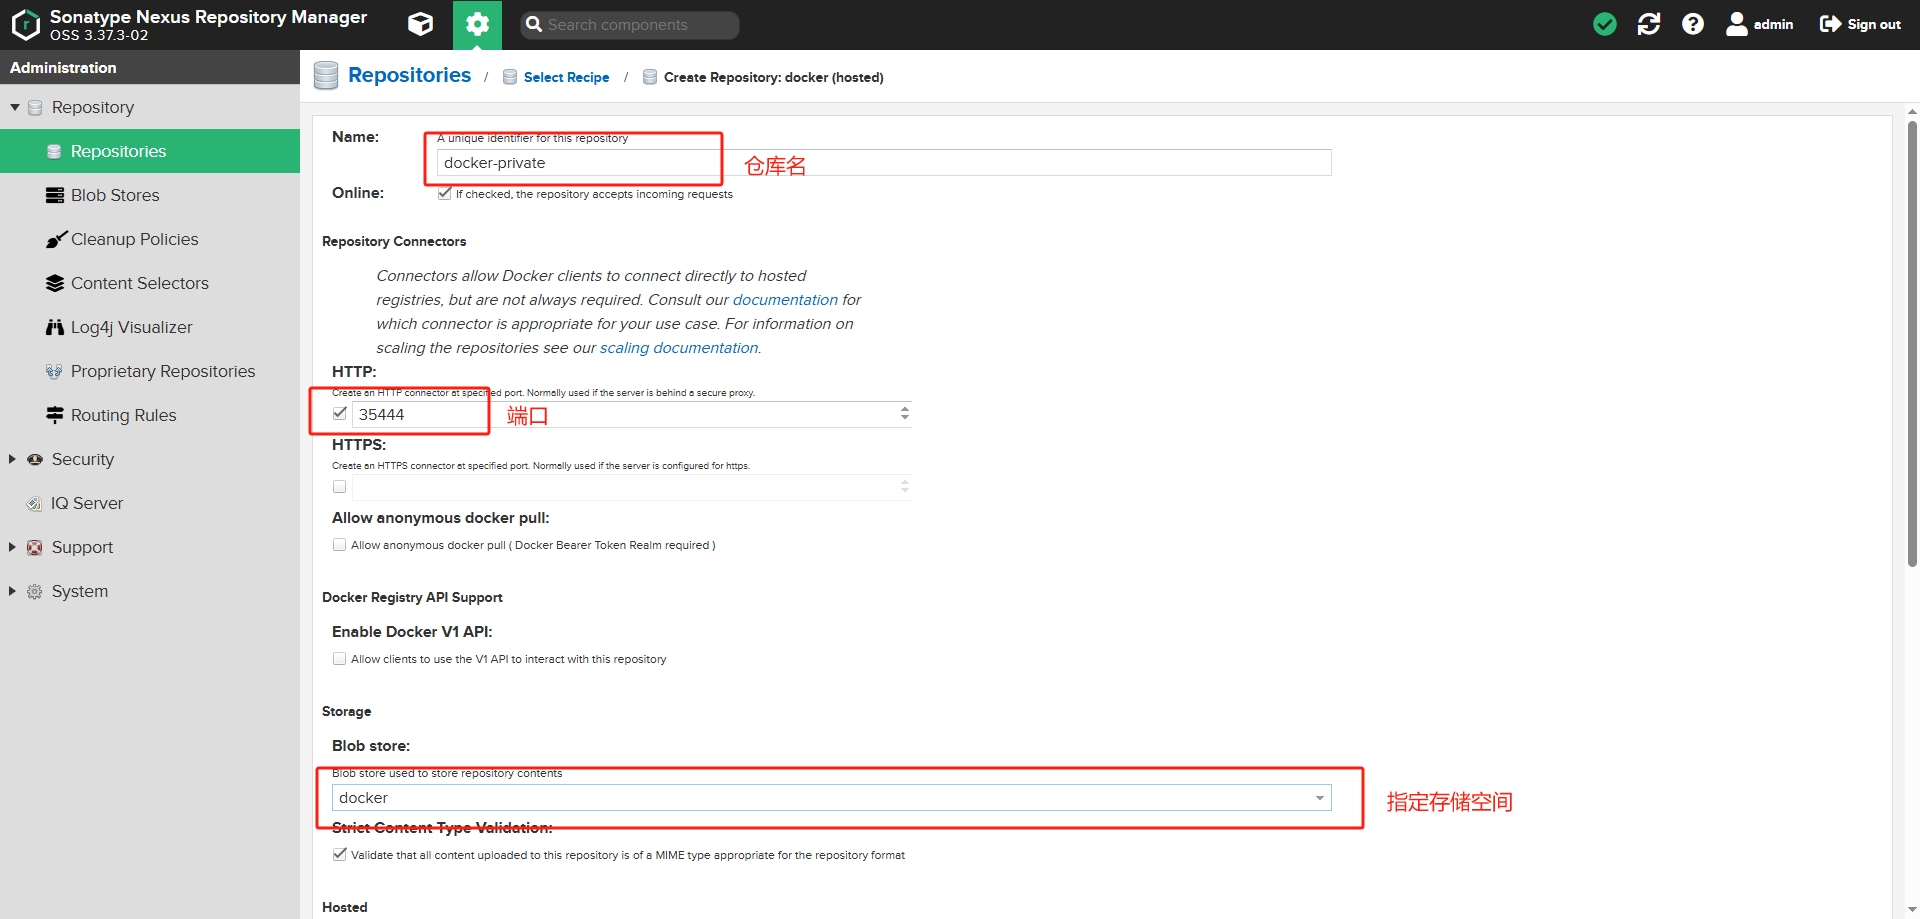 Sonatype Nexus Repository Manager
OSS 3.37.3-02
Search components
admin
Sign out
Administration
Repository
Repositories
Blob Stores
Cleanup Policies
Content Selectors
Log4j Visualizer
Proprietary Repositories
Routing Rules
Security
IQ Server
Support
System
Repositories / Select Recipe / Create Repository: docker (hosted)
Name:
A unique identifier for this repository
docker-private
仓库名
Online:
If checked, the repository accepts incoming requests
Repository Connectors
Connectors allow Docker clients to connect directly to hosted
registries, but are not always required. Consult our documentation for
which connector is appropriate for your use case. For information on
scaling the repositories see our scaling documentation.
HTTP:
Create an HTTP connector at specified port. Normally used if the server is behind a secure proxy.
35444
端口
HTTPS:
Create an HTTPS connector at specified port. Normally used if the server is configured for https.
Allow anonymous docker pull:
Allow anonymous docker pull ( Docker Bearer Token Realm required )
Docker Registry API Support
Enable Docker V1 API:
Allow clients to use the V1 API to interact with this repository
Storage
Blob store:
Blob store used to store repository contents
docker
指定存储空间
Strict Content Type Validation:
Validate that all content uploaded to this repository is of a MIME type appropriate for the repository format
Hosted